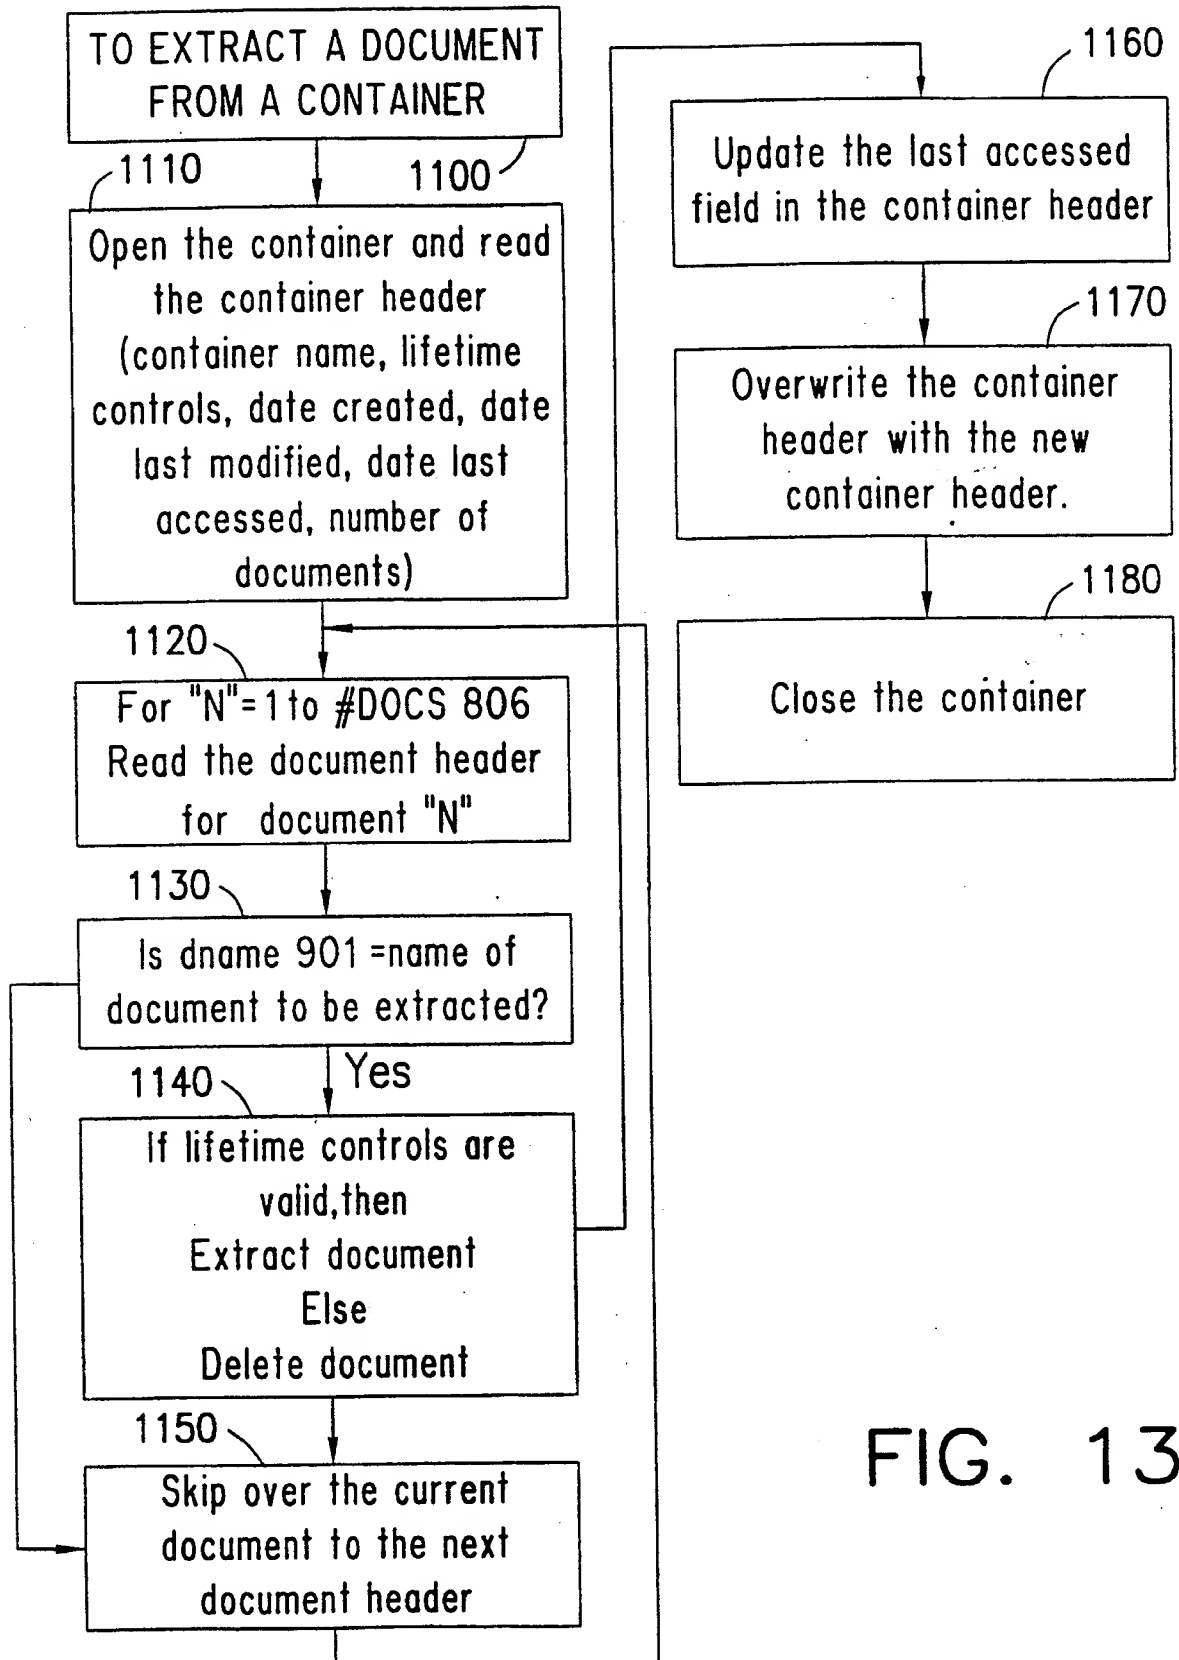 TO EXTRACT A DOCUMENT
FROM A CONTAINER
1100
1110
Open the container and read
the container header
(container name, lifetime
controls, date created, date
last modified, date last
accessed, number of
documents)
1120
For "N"=1 to #DOCS 806
Read the document header
for document "N"
1130
Is dname 901 =name of
document to be extracted?
Yes
1140
If lifetime controls are
valid,then
Extract document
Else
Delete document
1150
Skip over the current
document to the next
document header
1160
Update the last accessed
field in the container header
1170
Overwrite the container
header with the new
container header.
1180
Close the container
FIG. 13